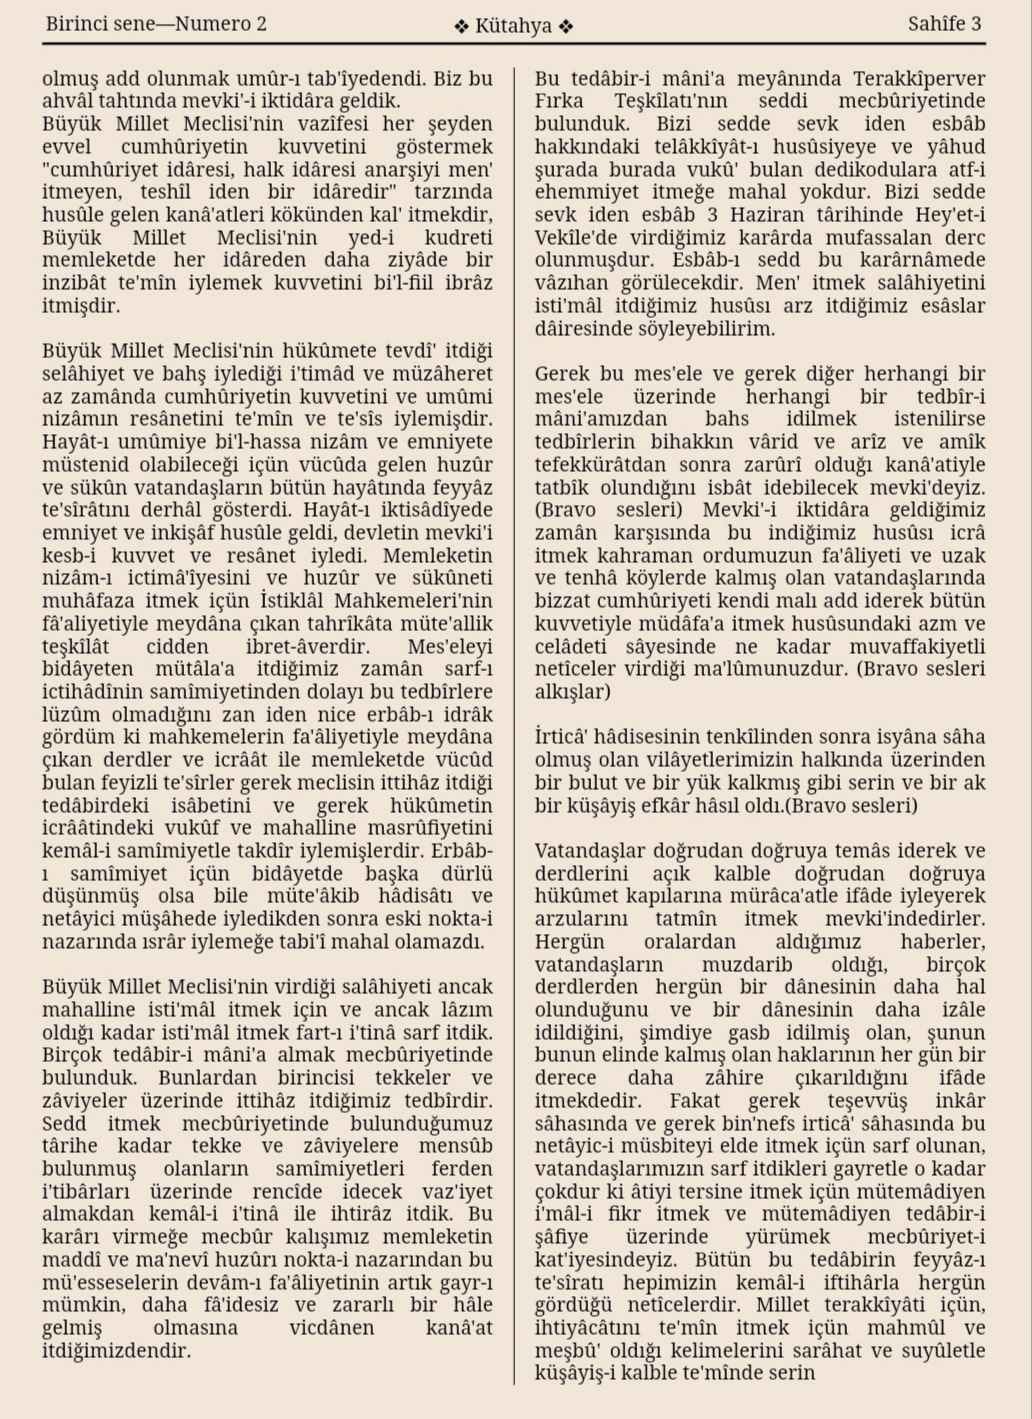 Birinci sene—Numero 2
❖ Kütahya ❖
Sahîfe 3
olmuş add olunmak umûr-ı tab'îyedendi. Biz bu
ahvâl tahtında mevki'-i iktidâra geldik.
Büyük Millet Meclisi'nin vazîfesi her şeyden
evvel cumhûriyetin kuvvetini göstermek
"cumhûriyet idâresi, halk idâresi anarşiyi men'
itmeyen, teshîl iden bir idâredir" tarzında
husûle gelen kanâ'atleri kökünden kal' itmekdir,
Büyük Millet Meclisi'nin yed-i kudreti
memleketde her idâreden daha ziyâde bir
inzibât te'mîn iylemek kuvvetini bi'l-fiil ibrâz
itmişdir.
Büyük Millet Meclisi'nin hükûmete tevdî' itdiği
selâhiyet ve bahş iylediği i'timâd ve müzâheret
az zamânda cumhûriyetin kuvvetini ve umûmi
nizâmın resânetini te'mîn ve te'sîs iylemişdir.
Hayât-ı umûmiye bi'l-hassa nizâm ve emniyete
müstenid olabileceği içün vücûda gelen huzûr
ve sükûn vatandaşların bütün hayâtında feyyâz
te'sîrâtını derhâl gösterdi. Hayât-ı iktisâdîyede
emniyet ve inkişâf husûle geldi, devletin mevki'i
kesb-i kuvvet ve resânet iyledi. Memleketin
nizâm-ı ictimâ'îyesini ve huzûr ve sükûneti
muhâfaza itmek içün İstiklâl Mahkemeleri'nin
fâ'aliyetiyle meydâna çıkan tahrîkâta müte'allik
teşkîlât cidden ibret-âverdir. Mes'eleyi
bidâyeten mütâla'a itdiğimiz zamân sarf-ı
ictihâdînin samîmiyetinden dolayı bu tedbîrlere
lüzûm olmadığını zan iden nice erbâb-ı idrâk
gördüm ki mahkemelerin fa'âliyetiyle meydâna
çıkan derdler ve icrâât ile memleketde vücûd
bulan feyizli te'sîrler gerek meclisin ittihâz itdiği
tedâbirdeki isâbetini ve gerek hükûmetin
icrââtindeki vukûf ve mahalline masrûfiyetini
kemâl-i samîmiyetle takdîr iylemişlerdir. Erbâb-
ı samîmiyet içün bidâyetde başka dürlü
düşünmüş olsa bile müte'âkib hâdisâtı ve
netâyici müşâhede iyledikden sonra eski nokta-i
nazarında ısrâr iylemeğe tabi'î mahal olamazdı.
Büyük Millet Meclisi'nin virdiği salâhiyeti ancak
mahalline isti'mâl itmek için ve ancak lâzım
oldığı kadar isti'mâl itmek fart-ı i'tinâ sarf itdik.
Birçok tedâbir-i mâni'a almak mecbûriyetinde
bulunduk. Bunlardan birincisi tekkeler ve
zâviyeler üzerinde ittihâz itdiğimiz tedbîrdir.
Sedd itmek mecbûriyetinde bulunduğumuz
târihe kadar tekke ve zâviyelere mensûb
bulunmuş olanların samîmiyetleri ferden
i'tibârları üzerinde rencîde idecek vaz'iyet
almakdan kemâl-i i'tinâ ile ihtirâz itdik. Bu
karârı virmeğe mecbûr kalışımız memleketin
maddî ve ma'nevî huzûrı nokta-i nazarından bu
mü'esseselerin devâm-ı fa'âliyetinin artık gayr-ı
mümkin, daha fâ'idesiz ve zararlı bir hâle
gelmiş olmasına vicdânen kanâ'at
itdiğimizdendir.
Bu tedâbir-i mâni'a meyânında Terakkîperver
Fırka Teşkîlatı'nın seddi mecbûriyetinde
bulunduk. Bizi sedde sevk iden esbâb
hakkındaki telâkkîyât-ı husûsiyeye ve yâhud
şurada burada vukû' bulan dedikodulara atf-i
ehemmiyet itmeğe mahal yokdur. Bizi sedde
sevk iden esbâb 3 Haziran târihinde Hey'et-i
Vekîle'de virdiğimiz karârda mufassalan derc
olunmuşdur. Esbâb-ı sedd bu karârnâmede
vâzıhan görülecekdir. Men' itmek salâhiyetini
isti'mâl itdiğimiz husûsı arz itdiğimiz esâslar
dâiresinde söyleyebilirim.
Gerek bu mes'ele ve gerek diğer herhangi bir
mes'ele üzerinde herhangi bir tedbîr-i
mâni'amızdan bahs idilmek istenilirse
tedbîrlerin bihakkın vârid ve arîz ve amîk
tefekkürâtdan sonra zarûrî olduğı kanâ'atiyle
tatbîk olundığını isbât idebilecek mevki'deyiz.
(Bravo sesleri) Mevki'-i iktidâra geldiğimiz
zamân karşısında bu indiğimiz husûsı icrâ
itmek kahraman ordumuzun fa'âliyeti ve uzak
ve tenhâ köylerde kalmış olan vatandaşlarında
bizzat cumhûriyeti kendi malı add iderek bütün
kuvvetiyle müdâfa'a itmek husûsundaki azm ve
celâdeti sâyesinde ne kadar muvaffakiyetli
netîceler virdiği ma'lûmunuzdur. (Bravo sesleri
alkışlar)
İrticâ' hâdisesinin tenkîlinden sonra isyâna sâha
olmuş olan vilâyetlerimizin halkında üzerinden
bir bulut ve bir yük kalkmış gibi serin ve bir ak
bir küşâyiş efkâr hâsıl oldı.(Bravo sesleri)
Vatandaşlar doğrudan doğruya temâs iderek ve
derdlerini açık kalble doğrudan doğruya
hükûmet kapılarına mürâca'atle ifâde iyleyerek
arzularını tatmîn itmek mevki'indedirler.
Hergün oralardan aldığımız haberler,
vatandaşların muzdarib oldığı, birçok
derdlerden hergün bir dânesinin daha hal
olunduğunu ve bir dânesinin daha izâle
idildiğini, şimdiye gasb idilmiş olan, şunun
bunun elinde kalmış olan haklarının her gün bir
derece daha zâhire çıkarıldığını ifâde
itmekdedir. Fakat gerek teşevvüş inkâr
sâhasında ve gerek bin'nefs irticâ' sâhasında bu
netâyic-i müsbiteyi elde itmek içün sarf olunan,
vatandaşlarımızın sarf itdikleri gayretle o kadar
çokdur ki âtiyi tersine itmek içün mütemâdiyen
i'mâl-i fikr itmek ve mütemâdiyen tedâbir-i
şâfiye üzerinde yürümek mecbûriyet-i
kat'iyesindeyiz. Bütün bu tedâbirin feyyâz-ı
te'sîratı hepimizin kemâl-i iftihârla hergün
gördüğü netîcelerdir. Millet terakkîyâti içün,
ihtiyâcâtını te'mîn itmek içün mahmûl ve
meşbû' oldığı kelimelerini sarâhat ve suyûletle
küşâyiş-i kalble te'mînde serin